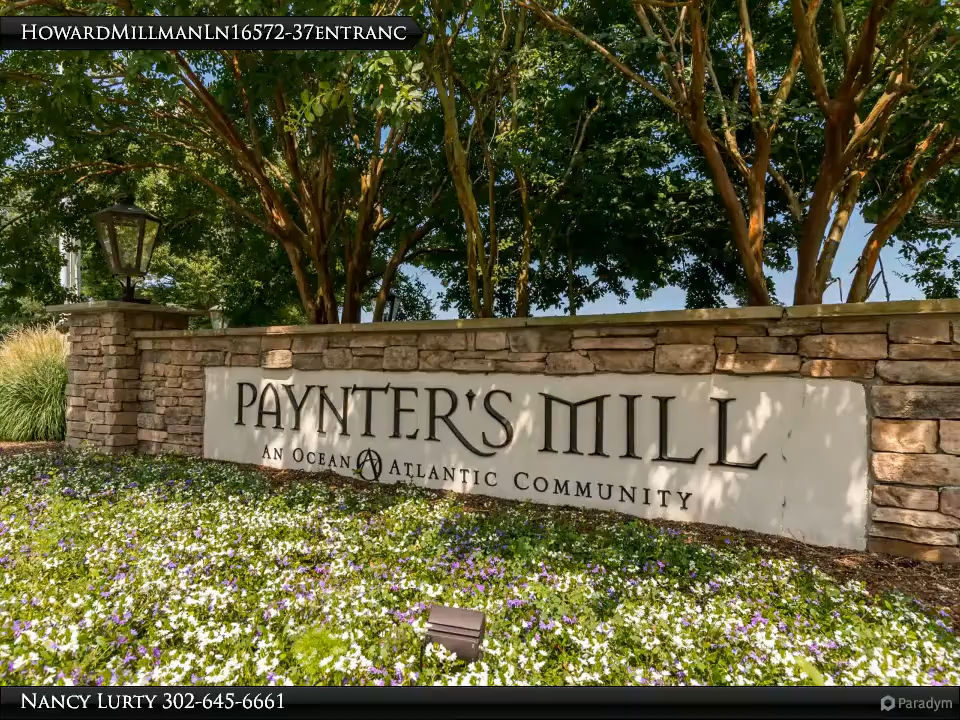 HowardMillmanLn16572-37entranc
PAYNTER'S MILL
AN OCEAN ATLANTIC COMMUNITY
Nancy Lurty 302-645-6661
Paradym